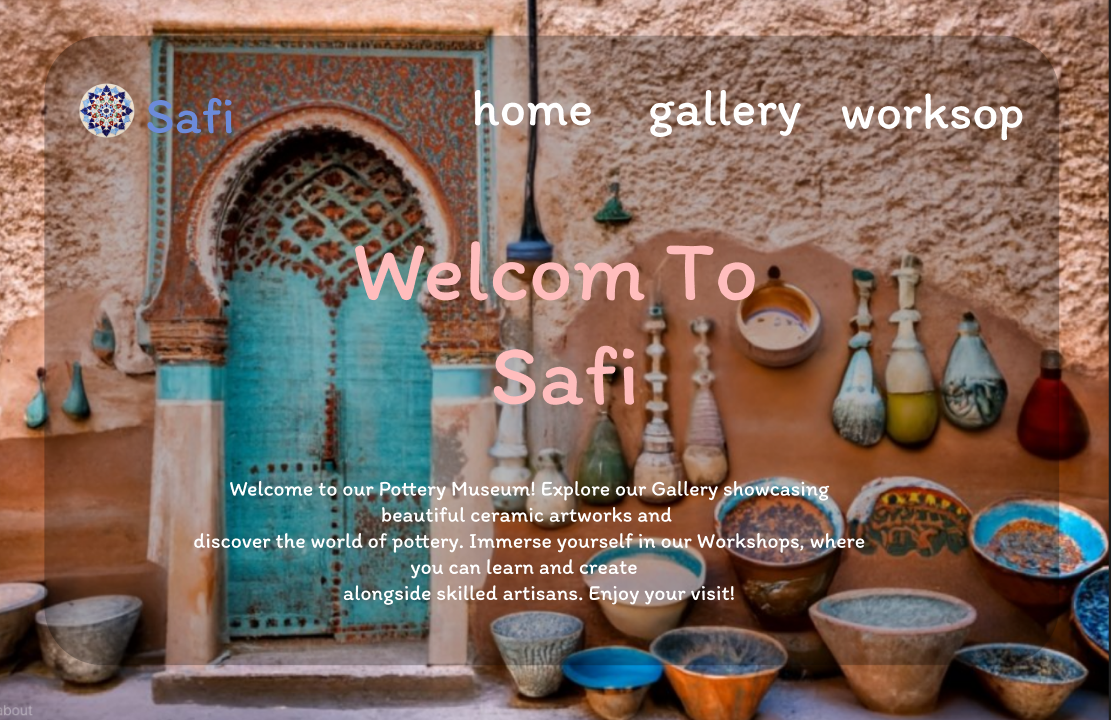 Safi
home gallery worksop
Welcom To
Safi
Welcome to our Pottery Museum! Explore our Gallery showcasing
beautiful ceramic artworks and
discover the world of pottery. Immerse yourself in our Workshops, where
you can learn and create
alongside skilled artisans. Enjoy your visit!
about